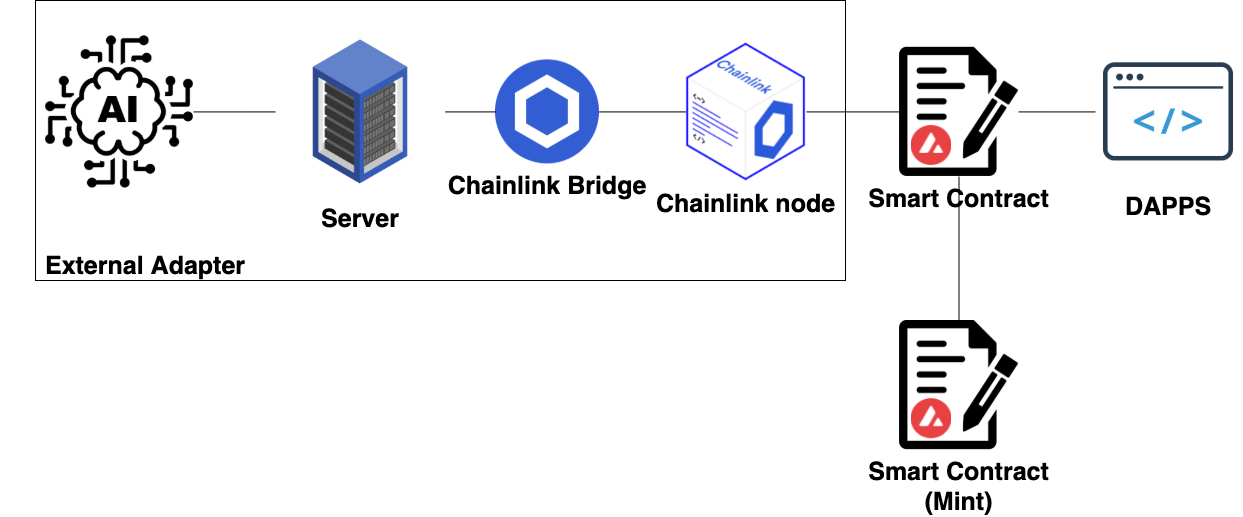 AI
Chainlink
</>
Chainlink Bridge
Chainlink node
Smart Contract
DAPPS
Server
External Adapter
Smart Contract
(Mint)